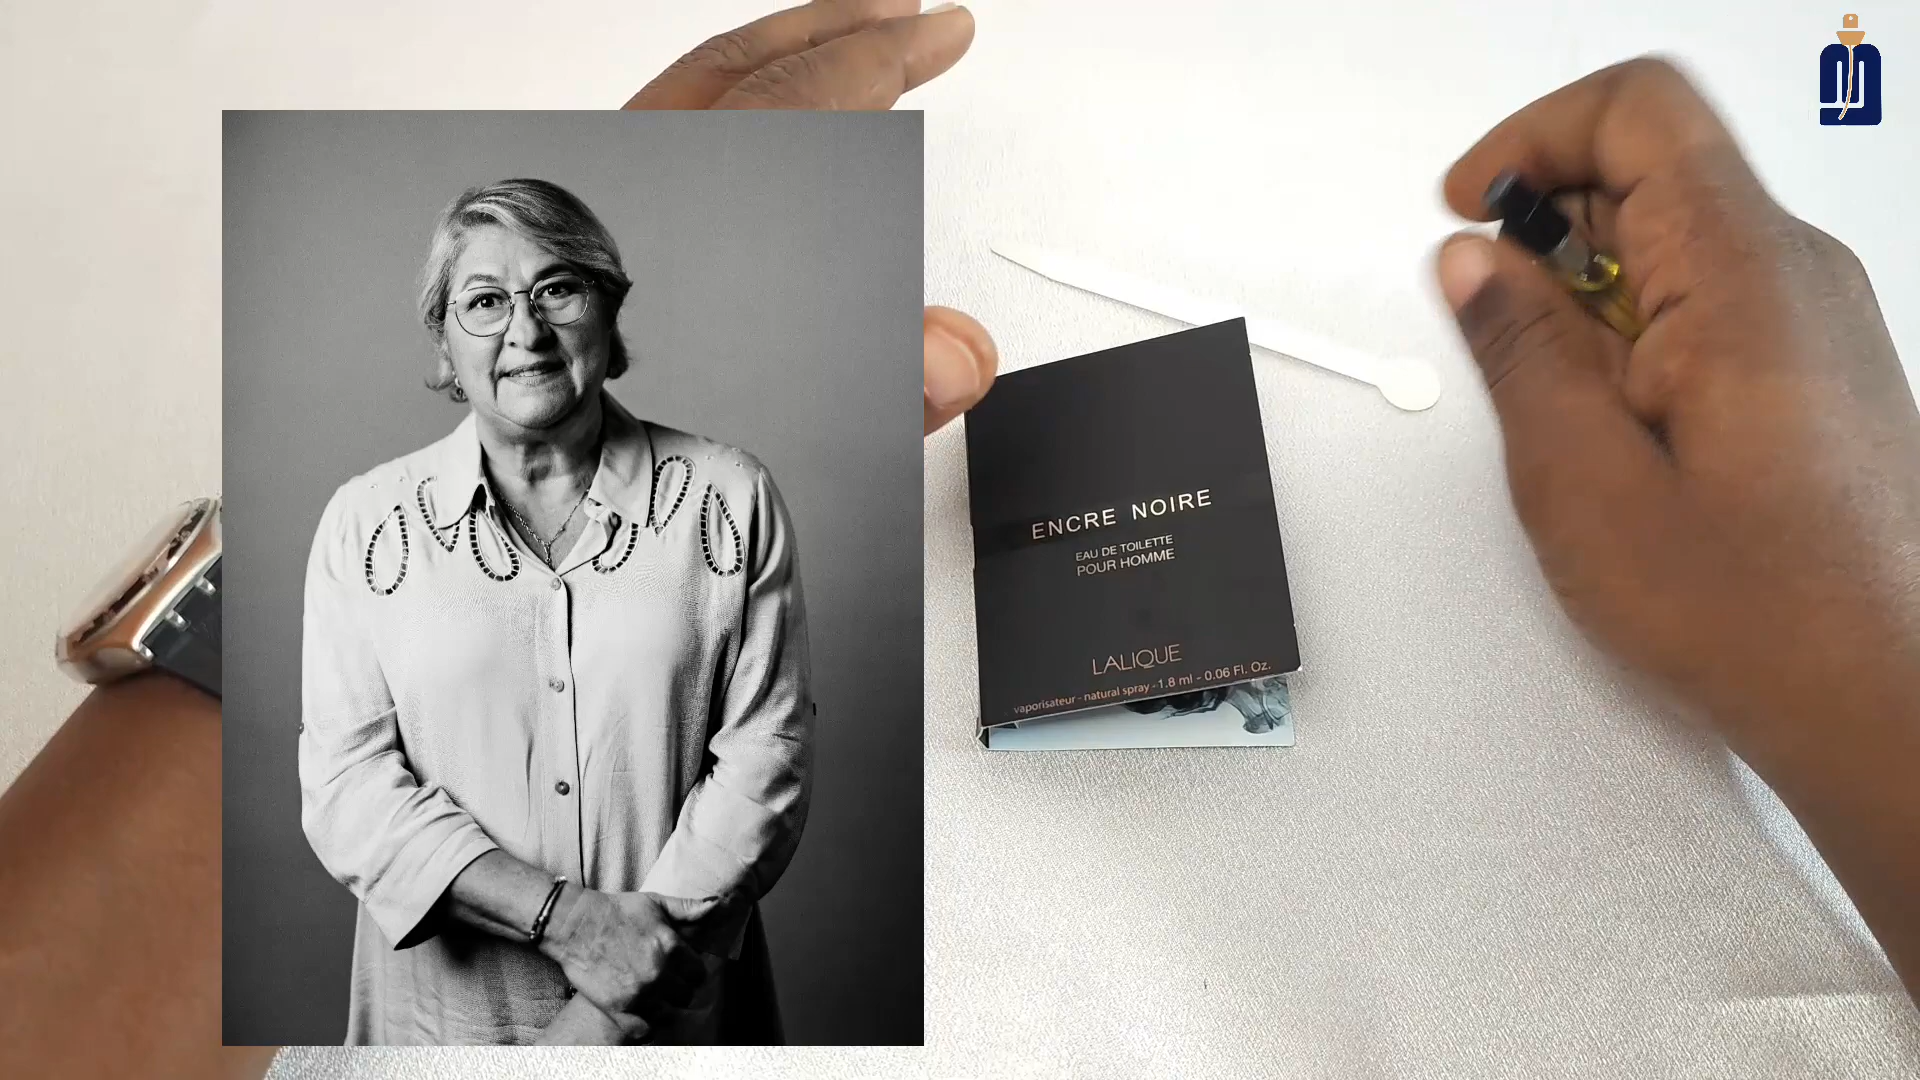 ENCRE NOIRE
EAU DE TOILETTE
POUR HOMME
LALIQUE
vaporisateur - natural spray - 1.8 ml - 0.06 Fl. Oz.